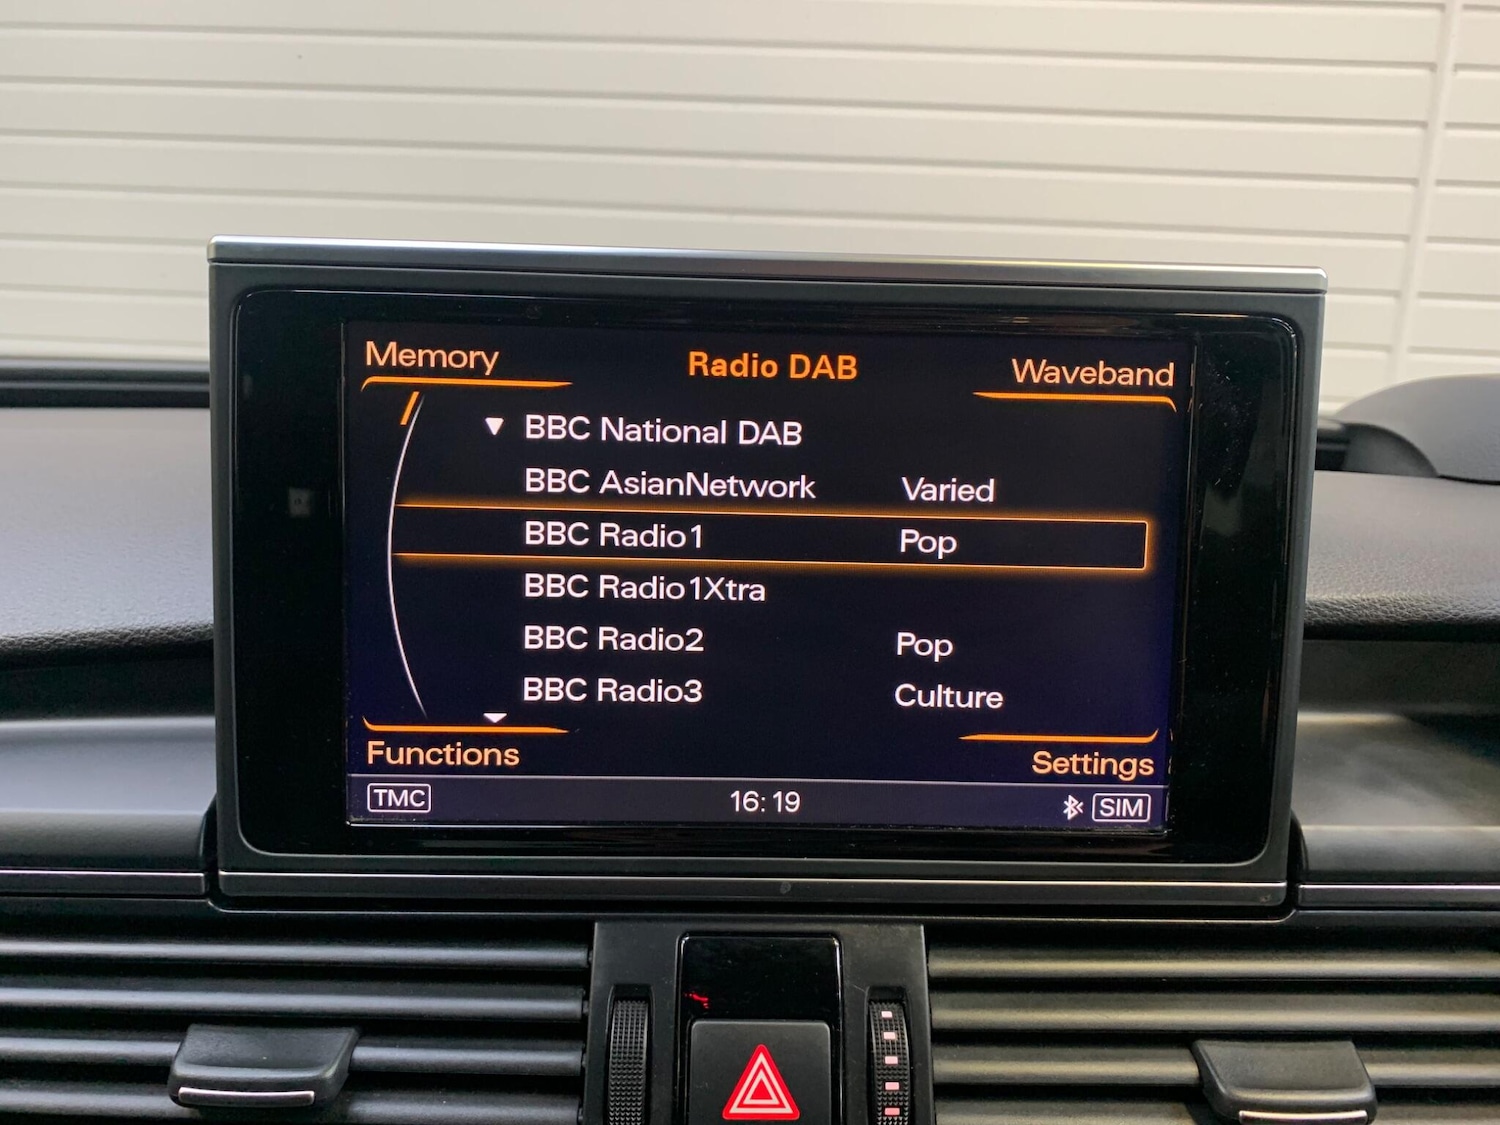 Memory
Radio DAB
Waveband
BBC National DAB
BBC AsianNetwork Varied
BBC Radio1 Pop
BBC Radio1Xtra
BBC Radio2 Pop
BBC Radio3 Culture
Functions
Settings
TMC
16:19
SIM